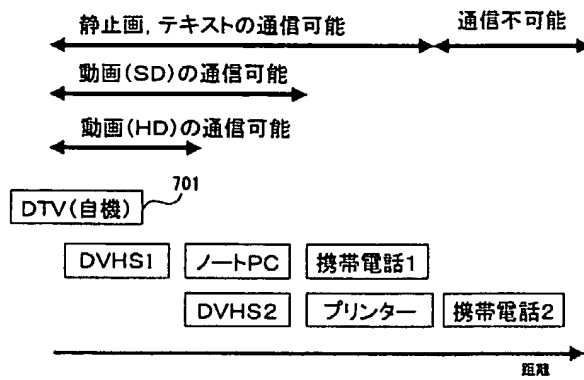 静止画, テキストの通信可能
通信不可能
動画(SD)の通信可能
動画(HD)の通信可能
701
DTV(自機)
DVHS1
ノートPC
携帯電話1
DVHS2
プリンター
携帯電話2
距離